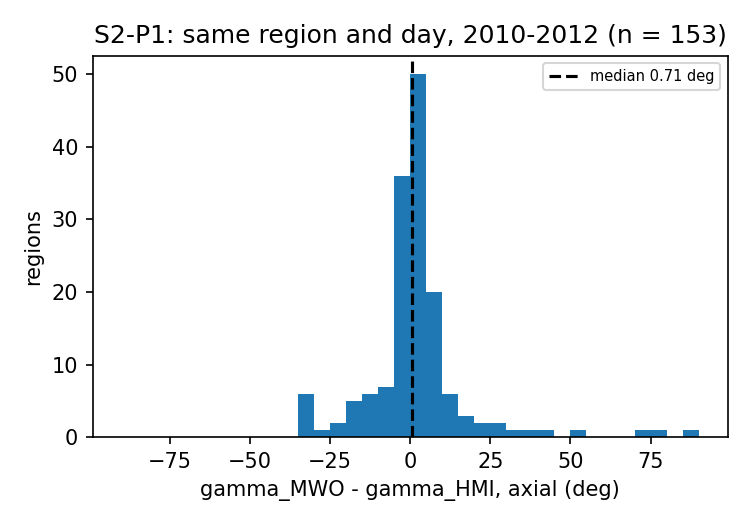 S2-P1: same region and day, 2010-2012 (n = 153)
median 0.71 deg
regions
50
40
30
20
10
0
−75 −50 −25 0 25 50 75
gamma_MWO - gamma_HMI, axial (deg)